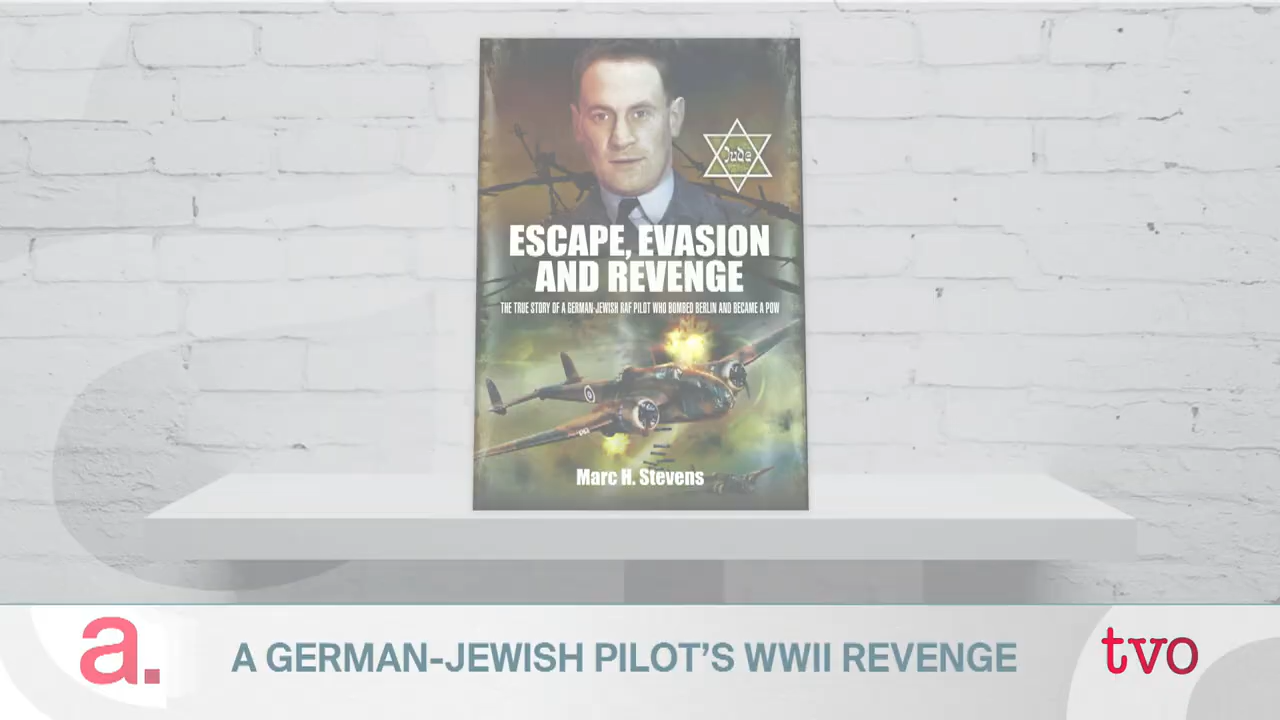 Jude
ESCAPE, EVASION
AND REVENGE
THE TRUE STORY OF A GERMAN-JEWISH RAF PILOT WHO BOMBED BERLIN AND BECAME A POW
Marc H. Stevens
a.
A GERMAN-JEWISH PILOT'S WWII REVENGE
tvo